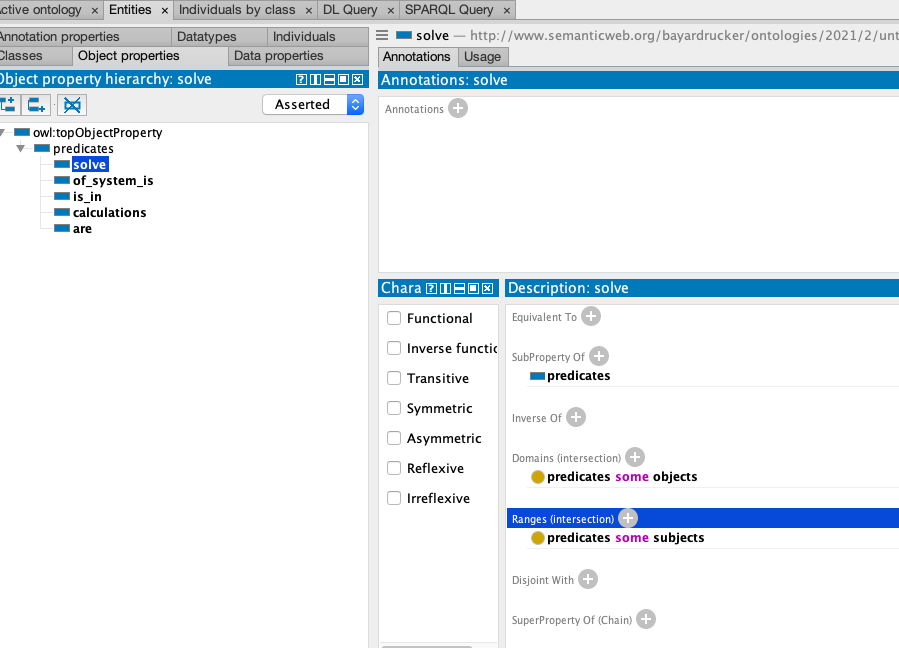 Active ontology × Entities × Individuals by class × DL Query × SPARQL Query ×
Annotation properties Datatypes Individuals
Classes Object properties Data properties
Object property hierarchy: solve
Asserted
owl:topObjectProperty
predicates
solve
of_system_is
is_in
calculations
are
solve — http://www.semanticweb.org/bayardrucker/ontologies/2021/2/unt
Annotations Usage
Annotations: solve
Annotations
Chara
Functional
Inverse functio
Transitive
Symmetric
Asymmetric
Reflexive
Irreflexive
Description: solve
Equivalent To
SubProperty Of
predicates
Inverse Of
Domains (intersection)
predicates some objects
Ranges (intersection)
predicates some subjects
Disjoint With
SuperProperty Of (Chain)